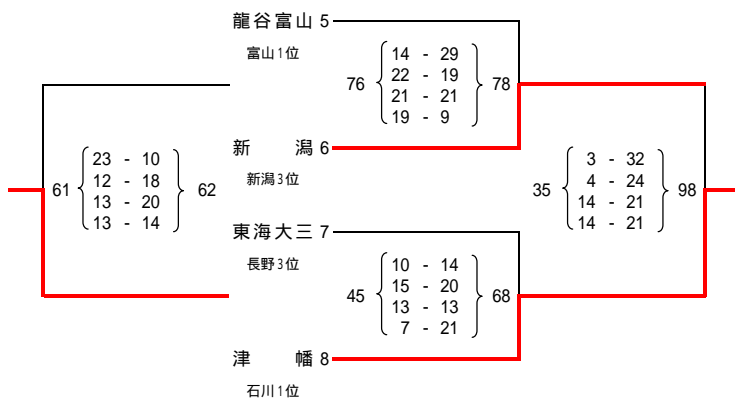 龍谷富山 5
富山1位
76 14 - 29 78
22 - 19
21 - 21
19 - 9
新潟 6
新潟3位
61 23 - 10 62
12 - 18
13 - 20
13 - 14
35 3 - 32 98
4 - 24
14 - 21
14 - 21
東海大三 7
長野3位
45 10 - 14 68
15 - 20
13 - 13
7 - 21
津幡 8
石川1位